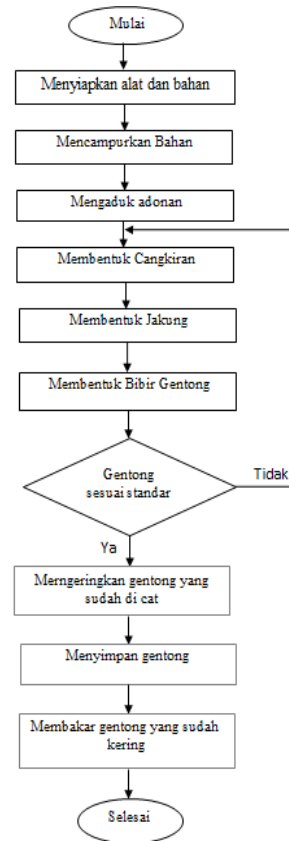 Mulai
Menyiapkan alat dan bahan
Mencampurkan Bahan
Mengaduk adonan
Membentuk Cangkiran
Membentuk Jakung
Membentuk Bibir Gentong
Gentong
sesuai standar
Tidak
Ya
Merngeringkan gentong yang
sudah di cat
Menyimpan gentong
Membakar gentong yang sudah
kering
Selesai